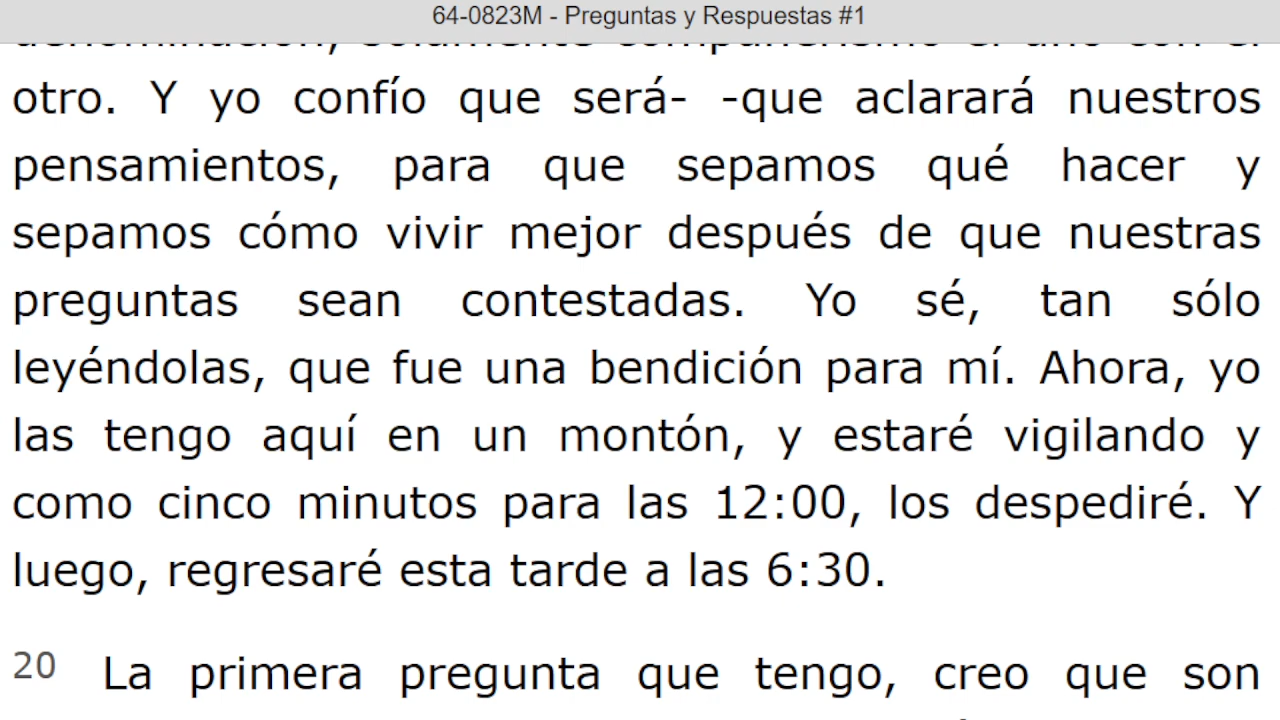 64-0823M - Preguntas y Respuestas #1
otro. Y yo confío que será- -que aclarará nuestros
pensamientos, para que sepamos qué hacer y
sepamos cómo vivir mejor después de que nuestras
preguntas sean contestadas. Yo sé, tan sólo
leyéndolas, que fue una bendición para mí. Ahora, yo
las tengo aquí en un montón, y estaré vigilando y
como cinco minutos para las 12:00, los despediré. Y
luego, regresaré esta tarde a las 6:30.
20 La primera pregunta que tengo, creo que son